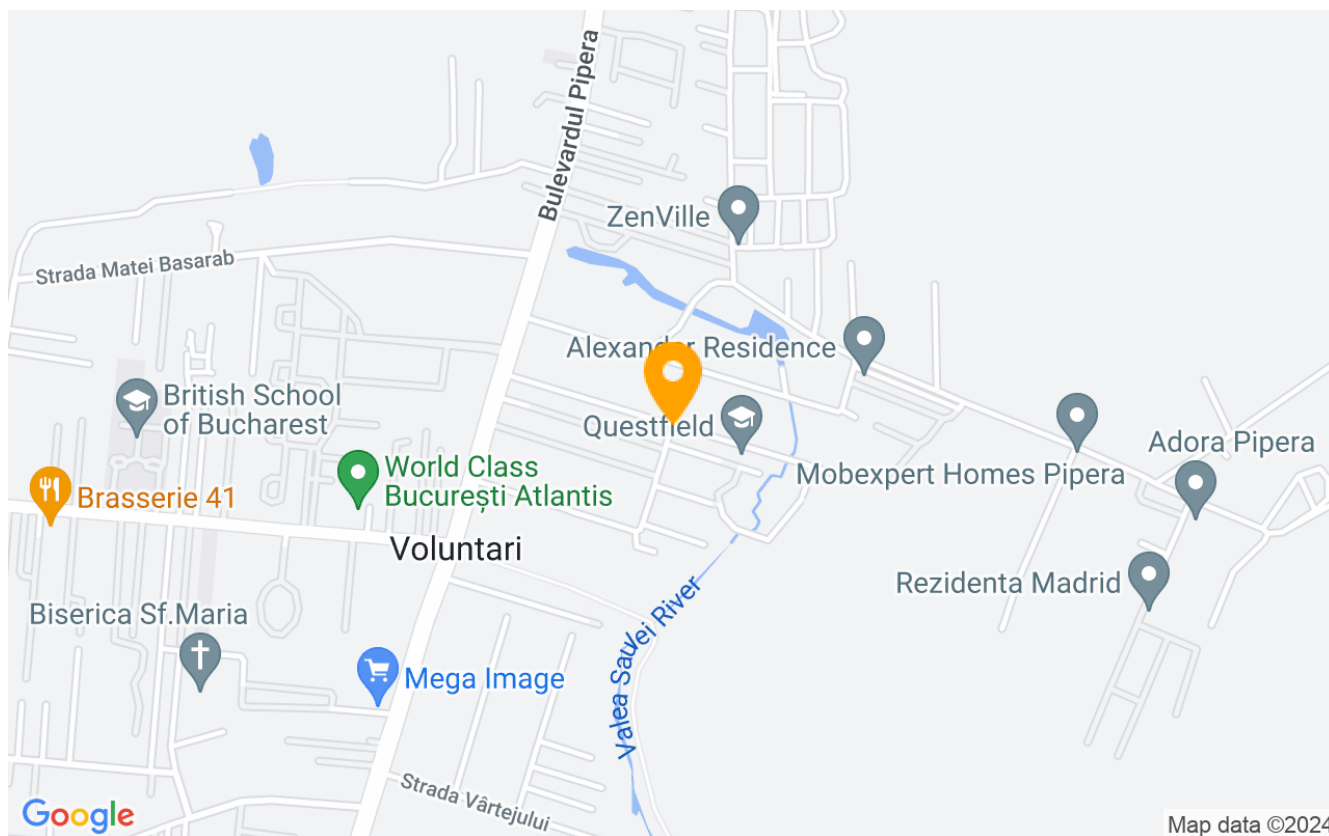 Bulevardul Pipera
ZenVille
Strada Matei Basarab
Alexander Residence
British School
of Bucharest
Questfield
Adora Pipera
World Class
București Atlantis
Mobexpert Homes Pipera
Brasserie 41
Voluntari
Rezidenta Madrid
Biserica Sf.Maria
Valea Saulei River
Mega Image
Strada Vârtejului
Google
Map data ©2024